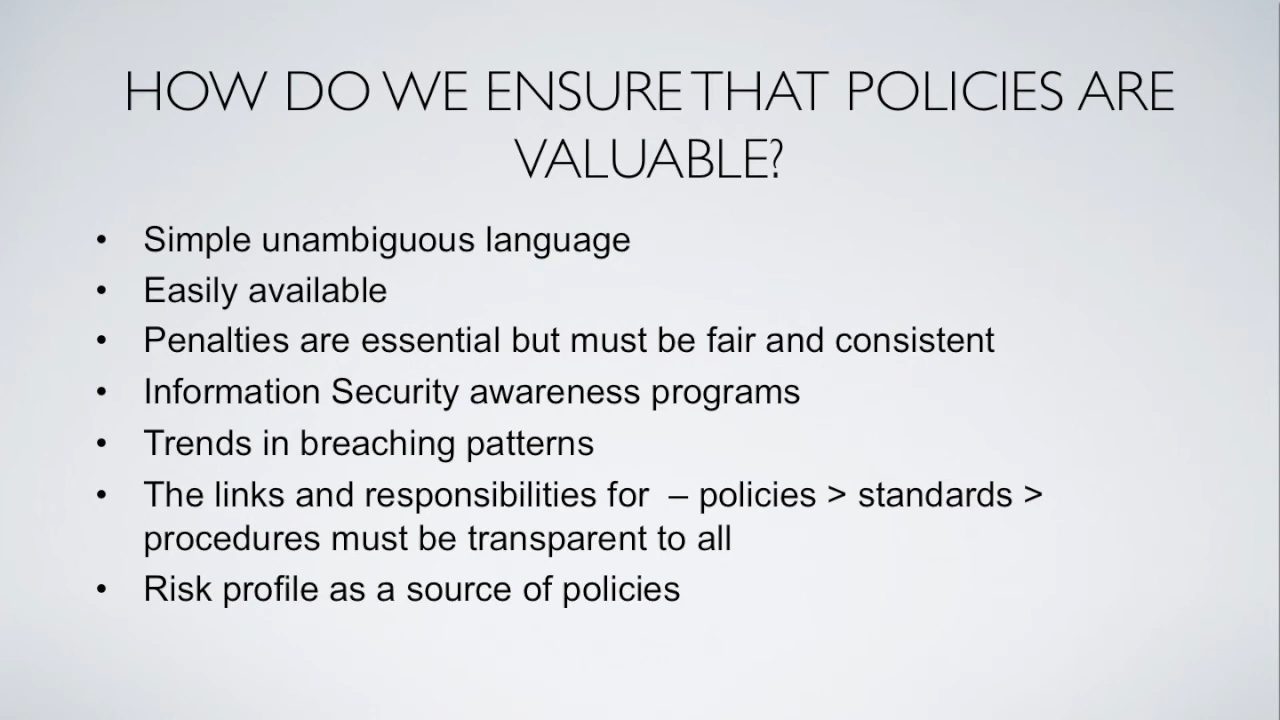 HOW DO WE ENSURE THAT POLICIES ARE
VALUABLE?
• Simple unambiguous language
• Easily available
• Penalties are essential but must be fair and consistent
• Information Security awareness programs
• Trends in breaching patterns
• The links and responsibilities for – policies > standards >
procedures must be transparent to all
• Risk profile as a source of policies